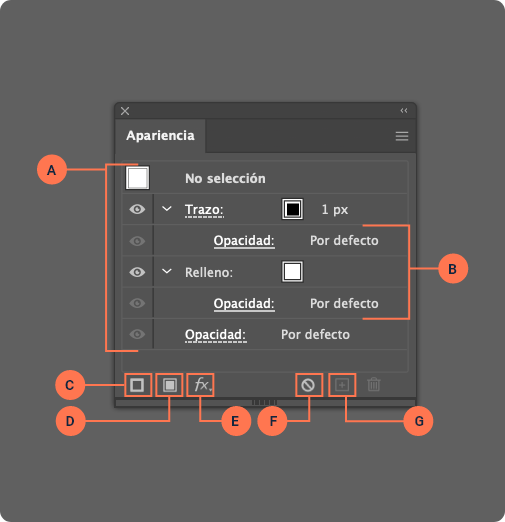 Apariencia
A
No selección
Trazo: 1 px
Opacidad: Por defecto
B
Relleno:
Opacidad: Por defecto
Opacidad: Por defecto
C
fx
D
E
F
G